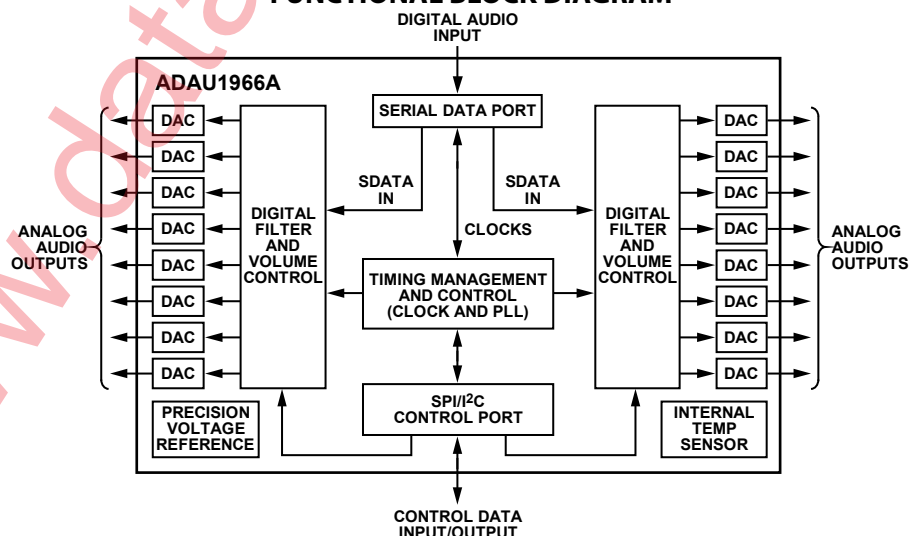 FUNCTIONAL BLOCK DIAGRAM
DIGITAL AUDIO
INPUT
ADAU1966A
SERIAL DATA PORT
DAC
DAC
DAC
DAC
DAC
DAC
DAC
DAC
ANALOG
AUDIO
OUTPUTS
DIGITAL
FILTER
AND
VOLUME
CONTROL
SDATA
IN
SDATA
IN
CLOCKS
TIMING MANAGEMENT
AND CONTROL
(CLOCK AND PLL)
DIGITAL
FILTER
AND
VOLUME
CONTROL
DAC
DAC
DAC
DAC
DAC
DAC
DAC
DAC
ANALOG
AUDIO
OUTPUTS
PRECISION
VOLTAGE
REFERENCE
SPI/I²C
CONTROL PORT
INTERNAL
TEMP
SENSOR
CONTROL DATA
INPUT/OUTPUT
w.data